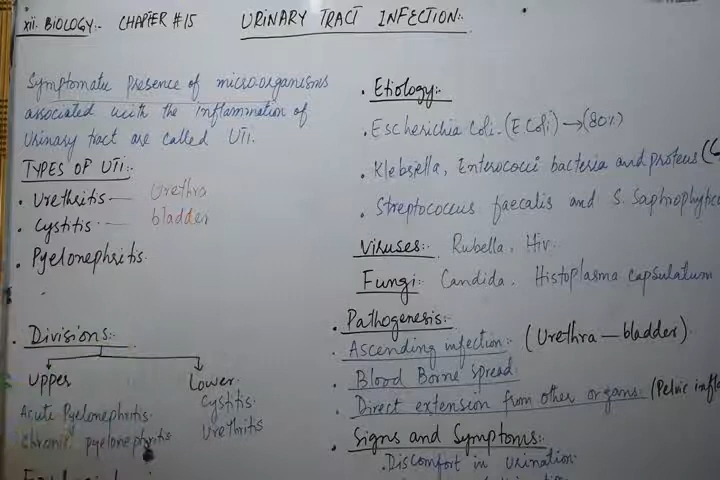 xii. BIOLOGY:- CHAPTER #15 URINARY TRACT INFECTION:-
Symptomatic presence of micro-organisms
associated with the inflammation of
Urinary tract are called UTI.
TYPES OF UTI:-
• Urethritis — Urethra
• Cystitis — bladder
• Pyelonephritis.
• Divisions:-
Upper Lower
Acute Pyelonephritis.
Chronic pyelonephritis
Cystitis.
Urethritis
• Etiology:-
• Escherichia Coli. (E Coli) → (80%)
• Klebsiella, Enterococci bacteria and proteus
• Streptococcus faecalis and S. Saphrophytic
Viruses:- Rubella, Hiv.
Fungi: Candida, Histoplasma capsulatum
• Pathogenesis:
• Ascending infection: (Urethra — bladder)
• Blood Borne spread
• Direct extension from other organs. (Pelvic infla
• Signs and Symptoms:
• Discomfort in urination